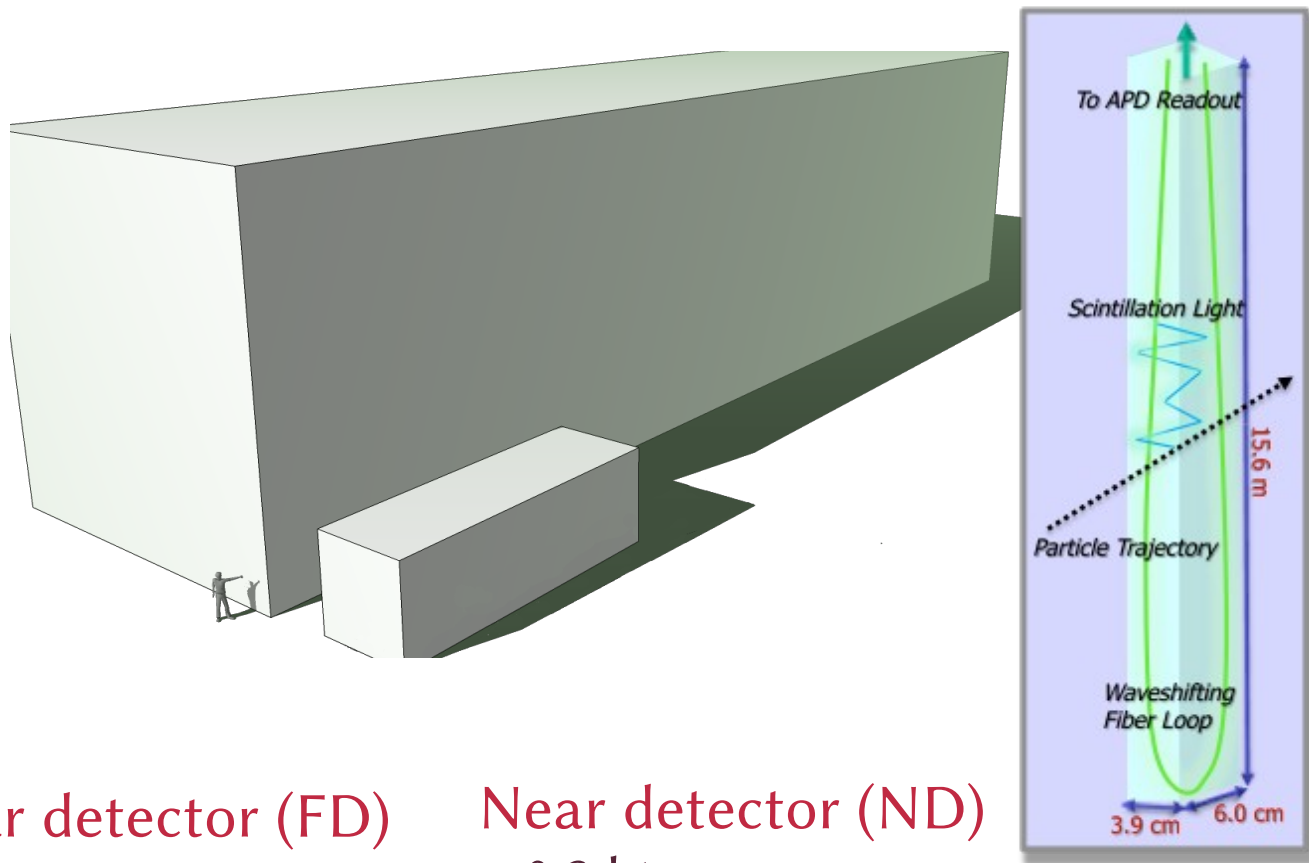 To APD Readout
Scintillation Light
15.6 m
Particle Trajectory
Waveshifting
Fiber Loop
3.9 cm
6.0 cm
detector (FD)
Near detector (ND)